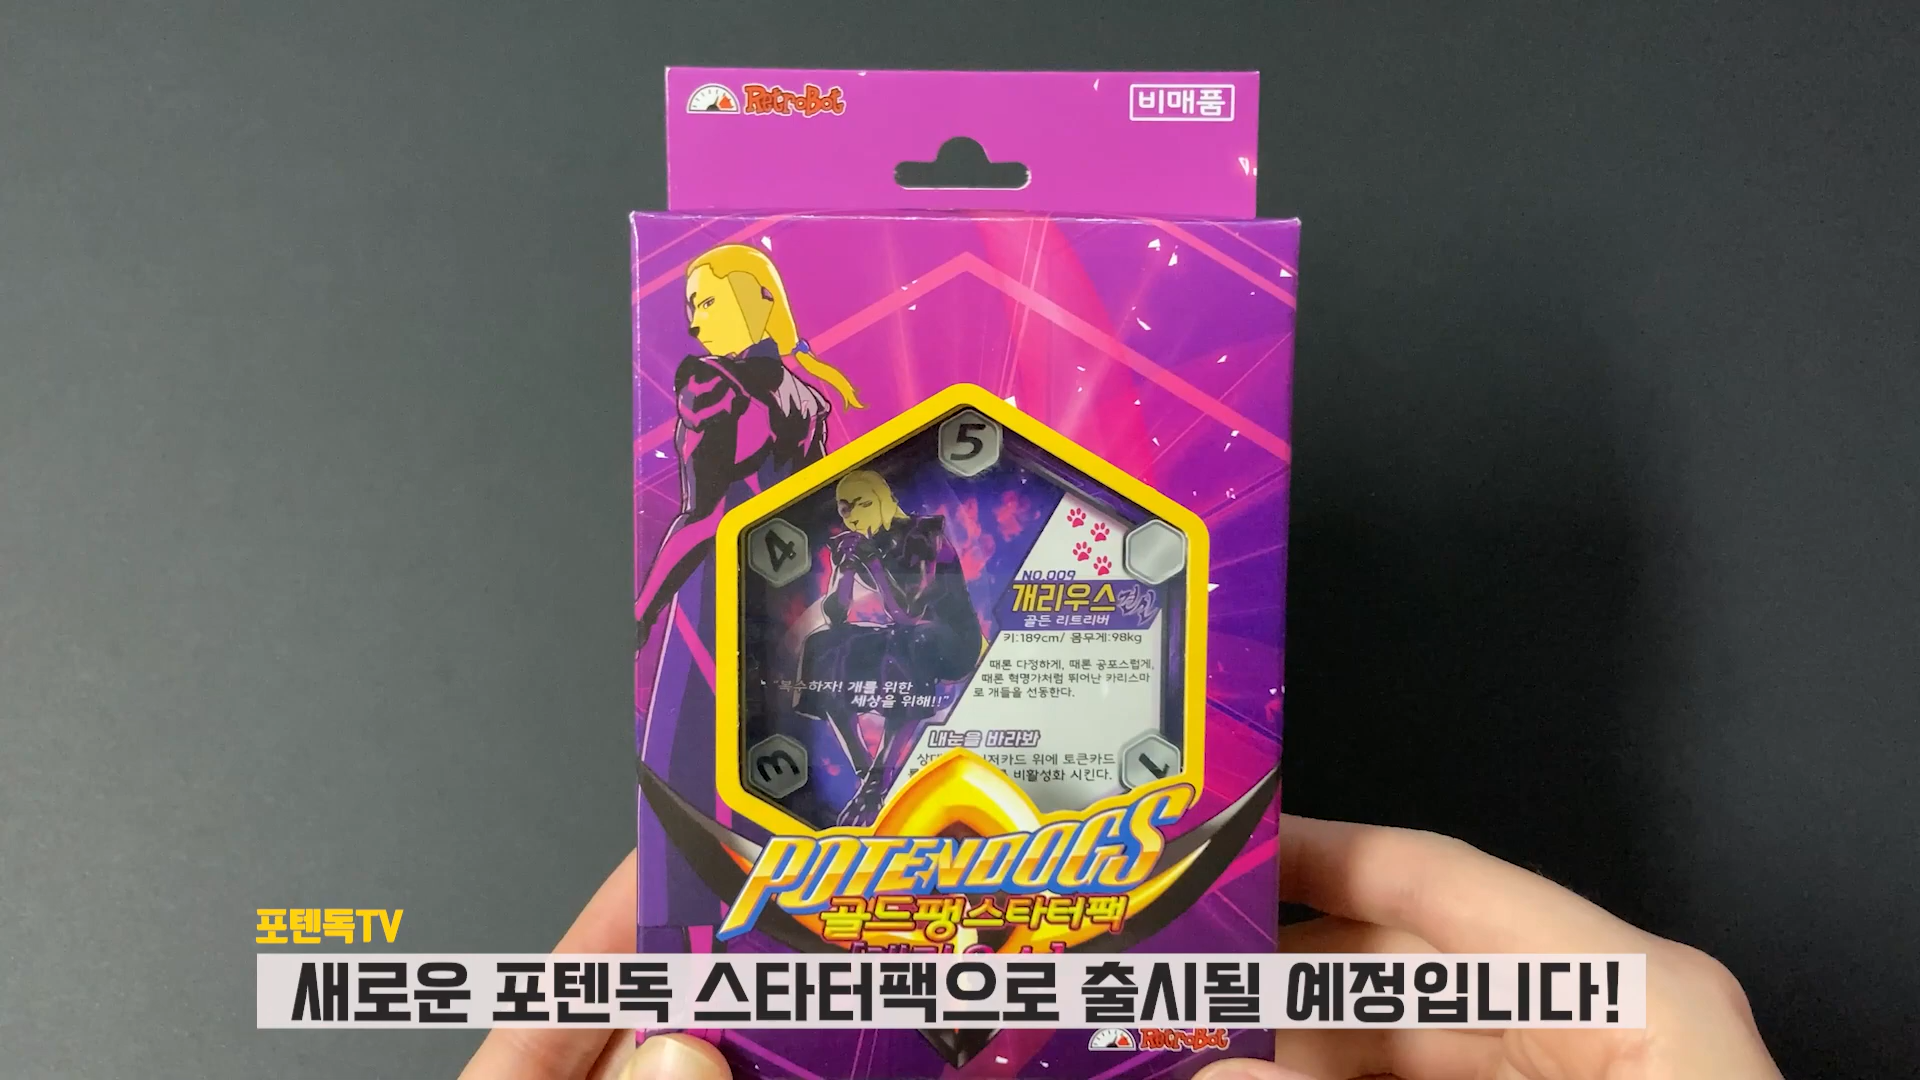 RetroBot
비매품
5
4
NO.009
개리우스
골든 리트리버
키:189cm/ 몸무게:98kg
때론 다정하게, 때론 공포스럽게,
때론 혁명가처럼 뛰어난 카리스마
로 개들을 선동한다.
"복수하자! 개를 위한
세상을 위해!!"
내눈을 바라봐
카드 위에 토큰카드
비활성화 시킨다.
3
1
POTENDOGS
골드팽스타터팩
포텐독TV
새로운 포텐독 스타터팩으로 출시될 예정입니다!
RetroBot